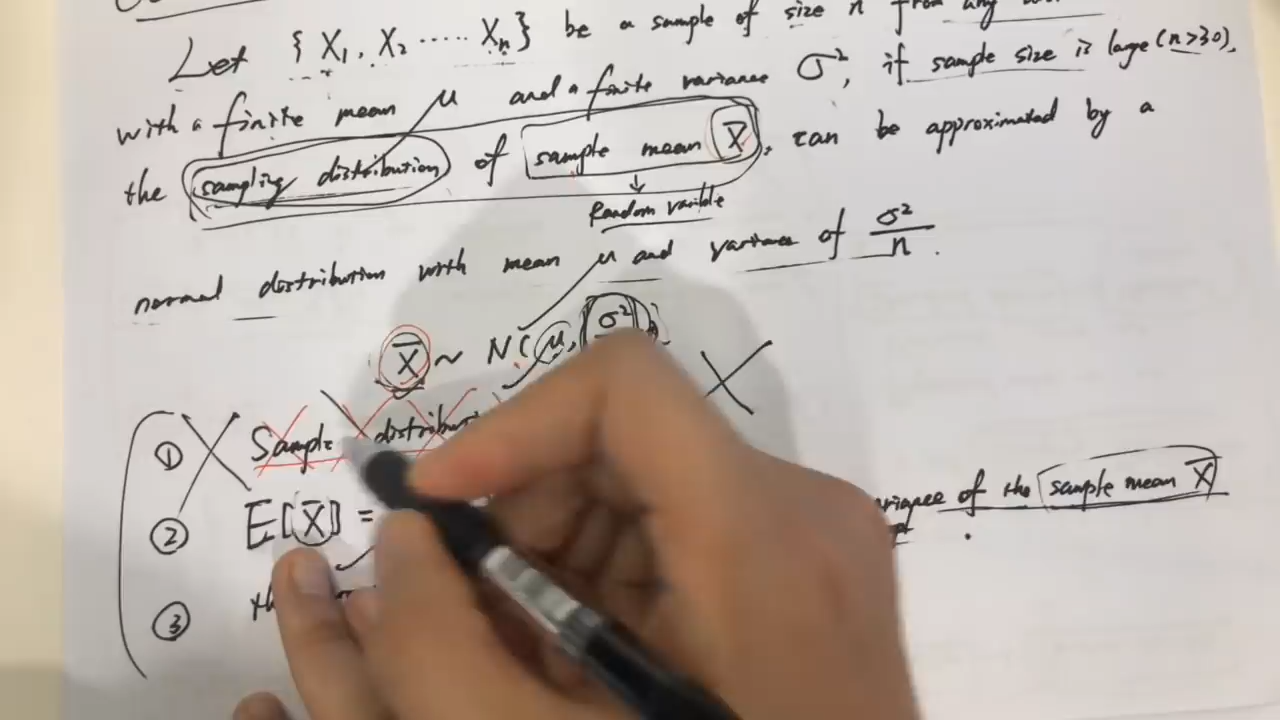 Let { X1, X2 ..... Xn} be a sample of size n from any
with a finite mean μ and a finite variance σ², if sample size is large (n>30),
the sampling distribution of sample mean X̅, can be approximated by a
Random variable
normal distribution with mean μ and variance of σ²/n.
X̅ ~ N( μ, σ²
① Sample
② E[X̅] = of the sample mean X̅
③